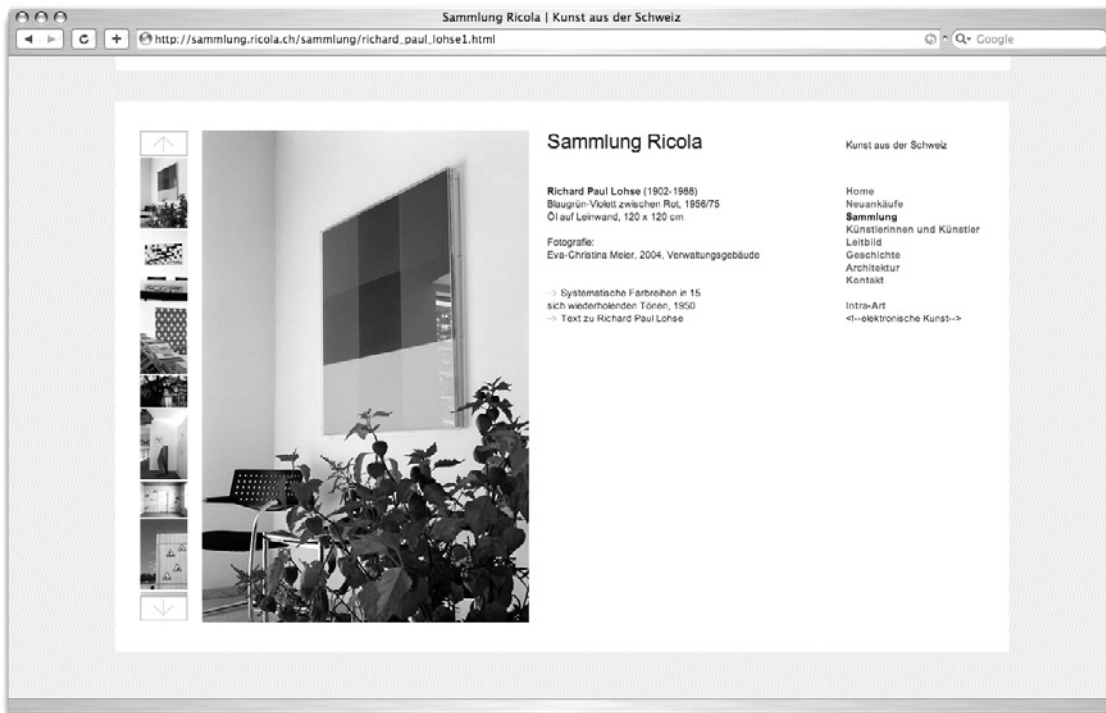 Sammlung Ricola | Kunst aus der Schweiz
http://sammlung.ricola.ch/sammlung/richard_paul_lohse1.html
Google
Sammlung Ricola
Richard Paul Lohse (1902-1988)
Blaugrün-Violett zwischen Rot, 1956/75
Öl auf Leinwand, 120 x 120 cm
Fotografie:
Eva-Christina Meier, 2004, Verwaltungsgebäude
→ Systematische Farbreihen in 15
sich wiederholenden Tönen, 1950
→ Text zu Richard Paul Lohse
Kunst aus der Schweiz
Home
Neuankäufe
Sammlung
Künstlerinnen und Künstler
Leitbild
Geschichte
Architektur
Kontakt
Intra-Art
<!--elektronische Kunst-->